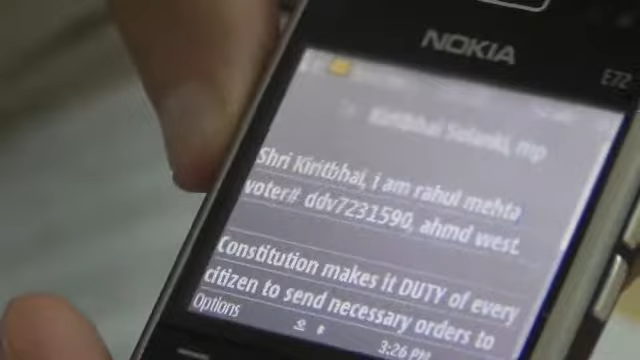 NOKIA
E72
Kiritbhai Solanki, mp
Shri Kiritbhai, i am rahul mehta
voter# ddv7231590, ahmd west.
Constitution makes it DUTY of every
citizen to send necessary orders to
Options
3:26 PM